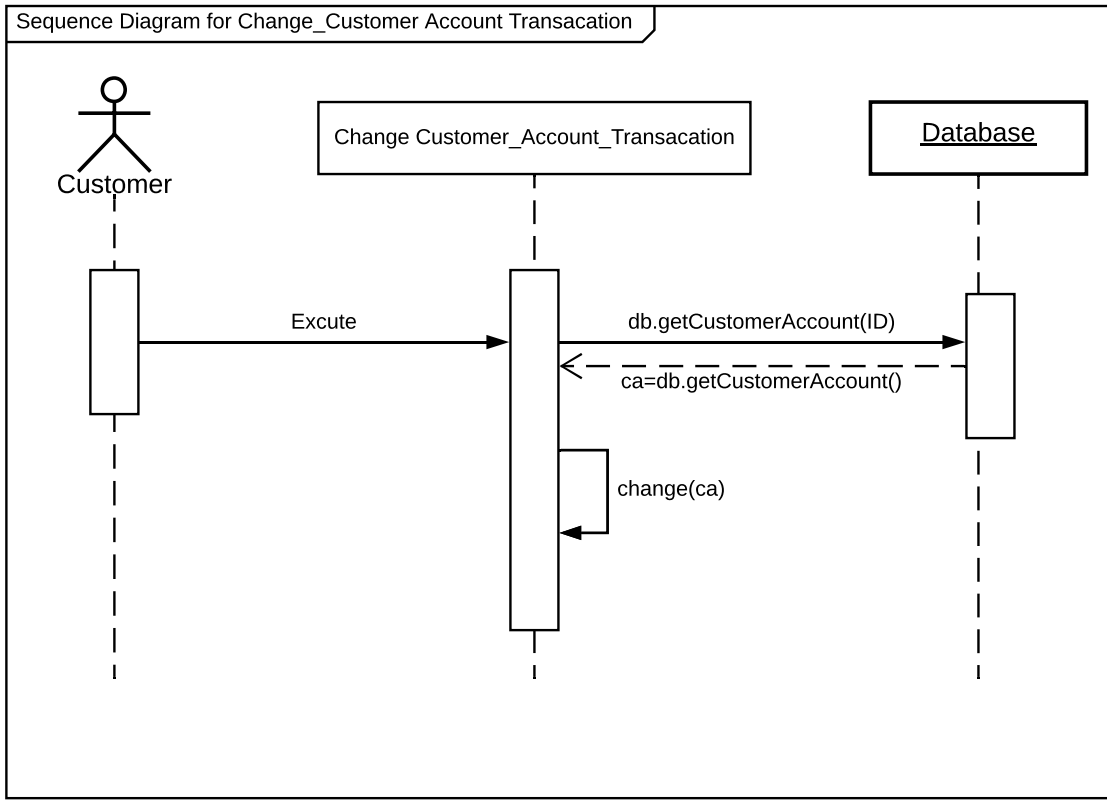 Sequence Diagram for Change_Customer Account Transacation
Customer
Change Customer_Account_Transacation
Database
Excute
db.getCustomerAccount(ID)
ca=db.getCustomerAccount()
change(ca)